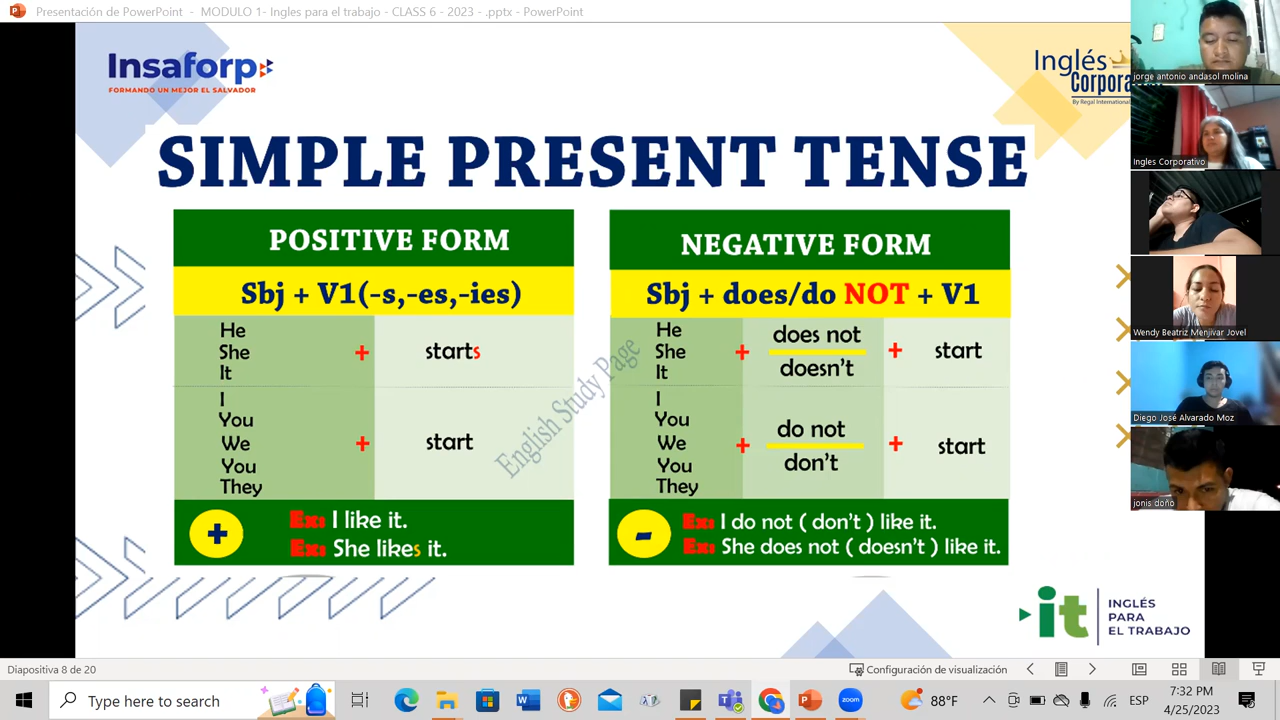 Presentación de PowerPoint - MODULO 1- Ingles para el trabajo - CLASS 6 - 2023 - .pptx - PowerPoint
Insaforp
FORMANDO UN MEJOR EL SALVADOR
Inglés
Corpora
By Regal International
SIMPLE PRESENT TENSE
POSITIVE FORM
Sbj + V1(-s,-es,-ies)
He
She
It
+
starts
I
You
We
You
They
+
start
+
Ex: I like it.
Ex: She likes it.
NEGATIVE FORM
Sbj + does/do NOT + V1
He
She
It
+
does not
doesn't
+
start
I
You
We
You
They
+
do not
don't
+
start
-
Ex: I do not ( don't ) like it.
Ex: She does not ( doesn't ) like it.
English Study Page
it
INGLÉS
PARA
EL TRABAJO
jorge antonio andasol molina
Ingles Corporativo
Wendy Beatriz Menjivar Jovel
Diego José Alvarado Moz
jonis doño
Diapositiva 8 de 20
Configuración de visualización
Type here to search
zoom
88°F
ESP
7:32 PM
4/25/2023